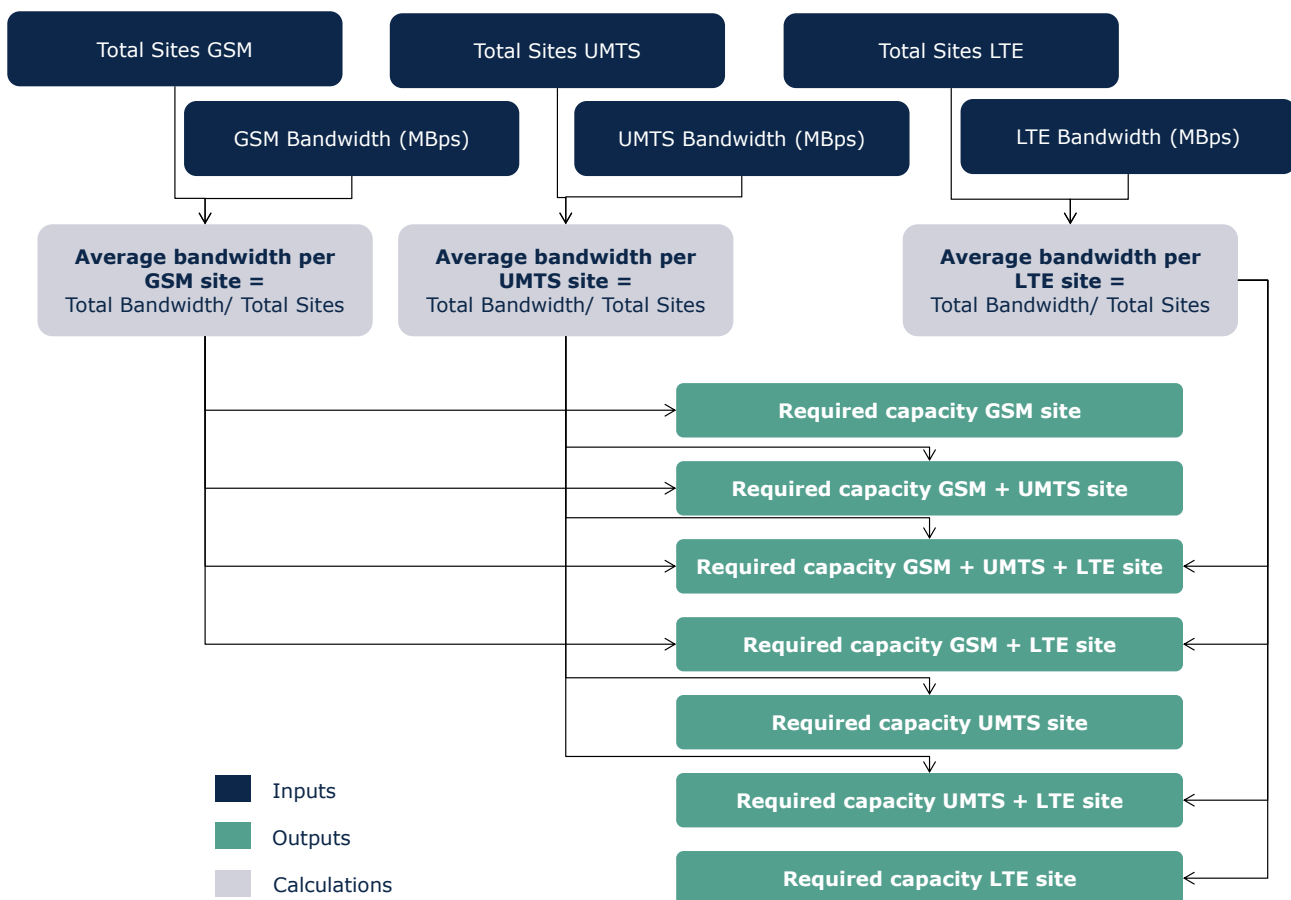 Total Sites GSM
Total Sites UMTS
Total Sites LTE
GSM Bandwidth (MBps)
UMTS Bandwidth (MBps)
LTE Bandwidth (MBps)
Average bandwidth per
GSM site =
Total Bandwidth/ Total Sites
Average bandwidth per
UMTS site =
Total Bandwidth/ Total Sites
Average bandwidth per
LTE site =
Total Bandwidth/ Total Sites
Required capacity GSM site
Required capacity GSM + UMTS site
Required capacity GSM + UMTS + LTE site
Required capacity GSM + LTE site
Required capacity UMTS site
Required capacity UMTS + LTE site
Required capacity LTE site
Inputs
Outputs
Calculations